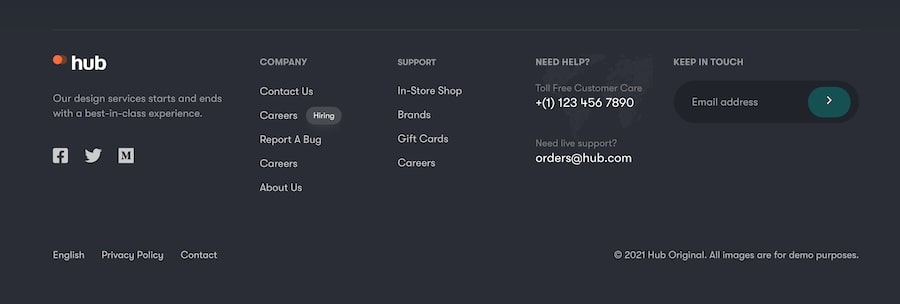 hub
Our design services starts and ends
with a best-in-class experience.
COMPANY
Contact Us
Careers Hiring
Report A Bug
Careers
About Us
SUPPORT
In-Store Shop
Brands
Gift Cards
Careers
NEED HELP?
Toll Free Customer Care
+(1) 123 456 7890
Need live support?
orders@hub.com
KEEP IN TOUCH
Email address
English Privacy Policy Contact
© 2021 Hub Original. All images are for demo purposes.